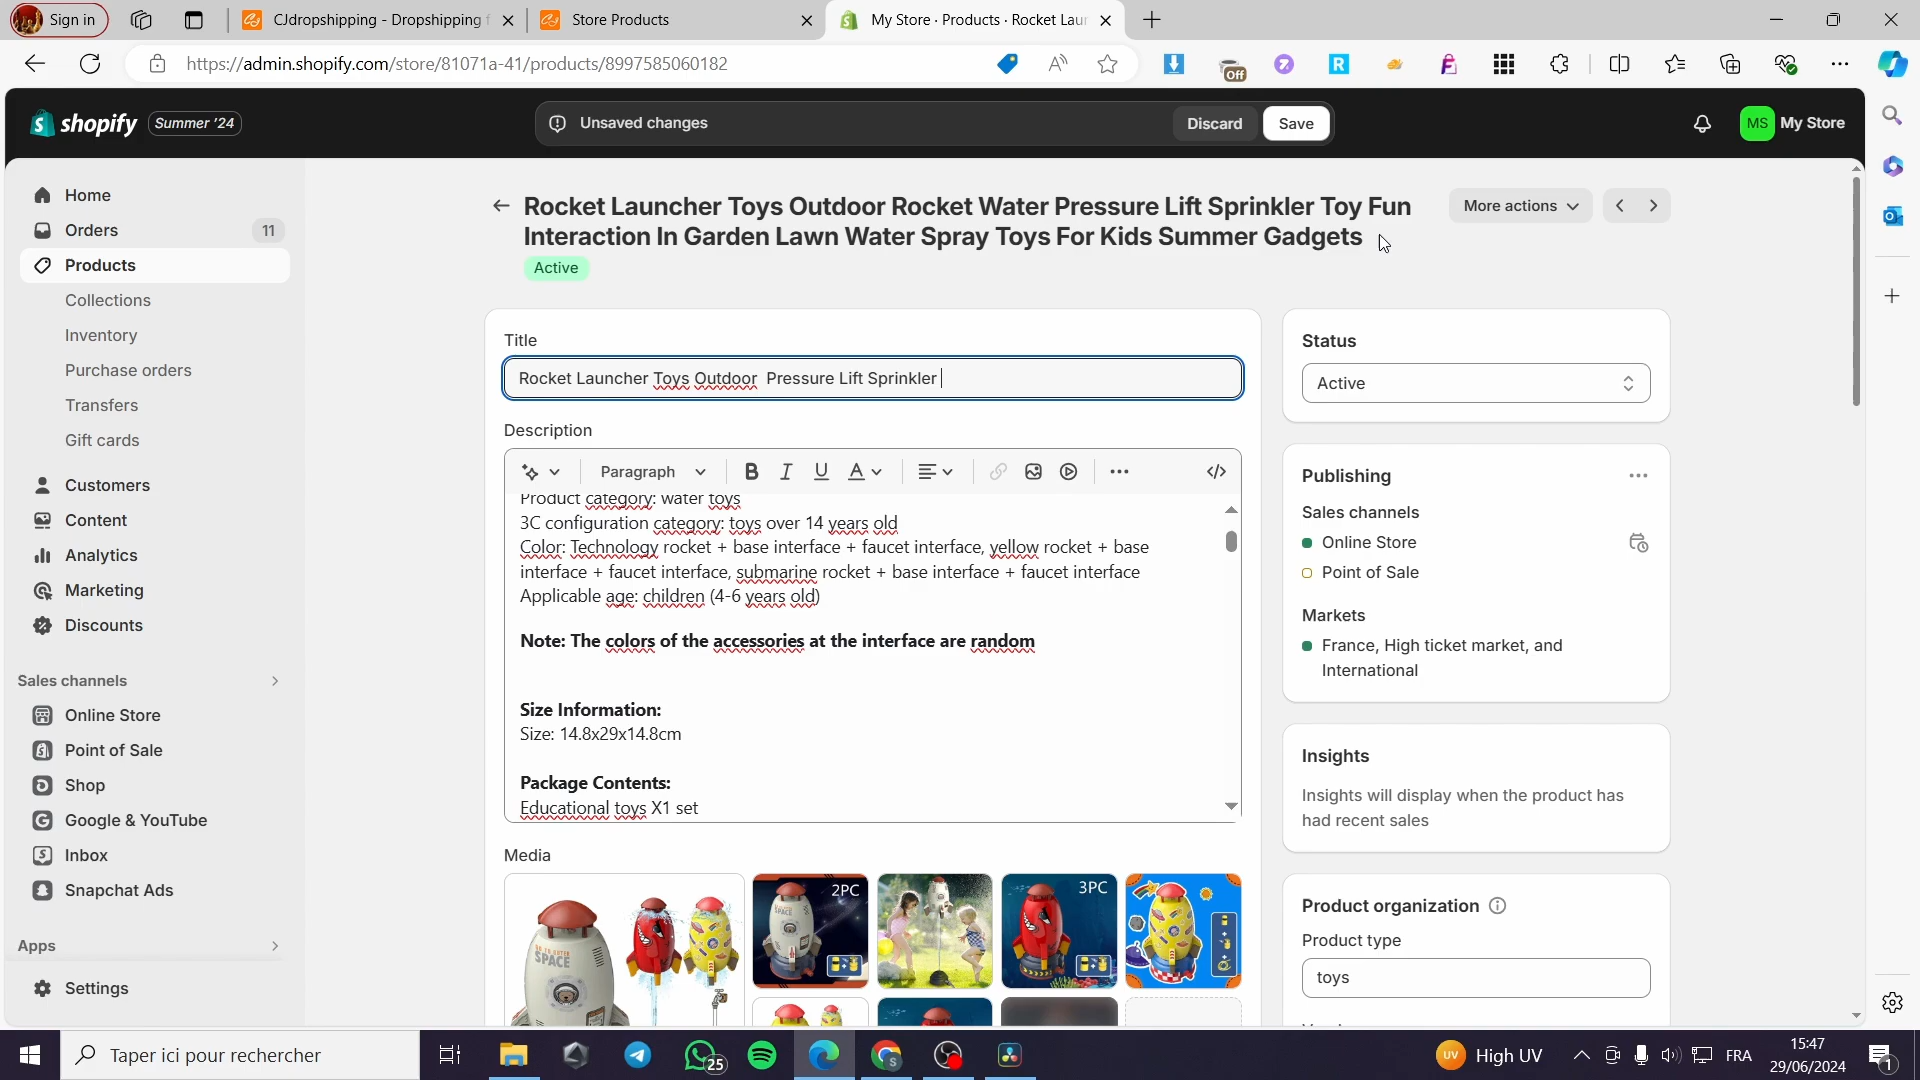 Sign in
CJdropshipping - Dropshipping f
Store Products
My Store · Products · Rocket Lau
https://admin.shopify.com/store/81071a-41/products/8997585060182
Off
shopify
Summer '24
Unsaved changes
Discard
Save
MS
My Store
Home
Orders
11
Products
Collections
Inventory
Purchase orders
Transfers
Gift cards
Customers
Content
Analytics
Marketing
Discounts
Sales channels
Online Store
Point of Sale
Shop
Google & YouTube
Inbox
Snapchat Ads
Apps
Settings
Rocket Launcher Toys Outdoor Rocket Water Pressure Lift Sprinkler Toy Fun
Interaction In Garden Lawn Water Spray Toys For Kids Summer Gadgets
Active
More actions
Title
Rocket Launcher Toys Outdoor  Pressure Lift Sprinkler
Description
Paragraph
B
I
U
A
Product category: water toys
3C configuration category: toys over 14 years old
Color: Technology rocket + base interface + faucet interface, yellow rocket + base
interface + faucet interface, submarine rocket + base interface + faucet interface
Applicable age: children (4-6 years old)
Note: The colors of the accessories at the interface are random
Size Information:
Size: 14.8x29x14.8cm
Package Contents:
Educational toys X1 set
Media
SPACE
2PC
3PC
Status
Active
Publishing
Sales channels
Online Store
Point of Sale
Markets
France, High ticket market, and
International
Insights
Insights will display when the product has
had recent sales
Product organization
Product type
toys
Taper ici pour rechercher
25
UV
High UV
FRA
15:47
29/06/2024
1